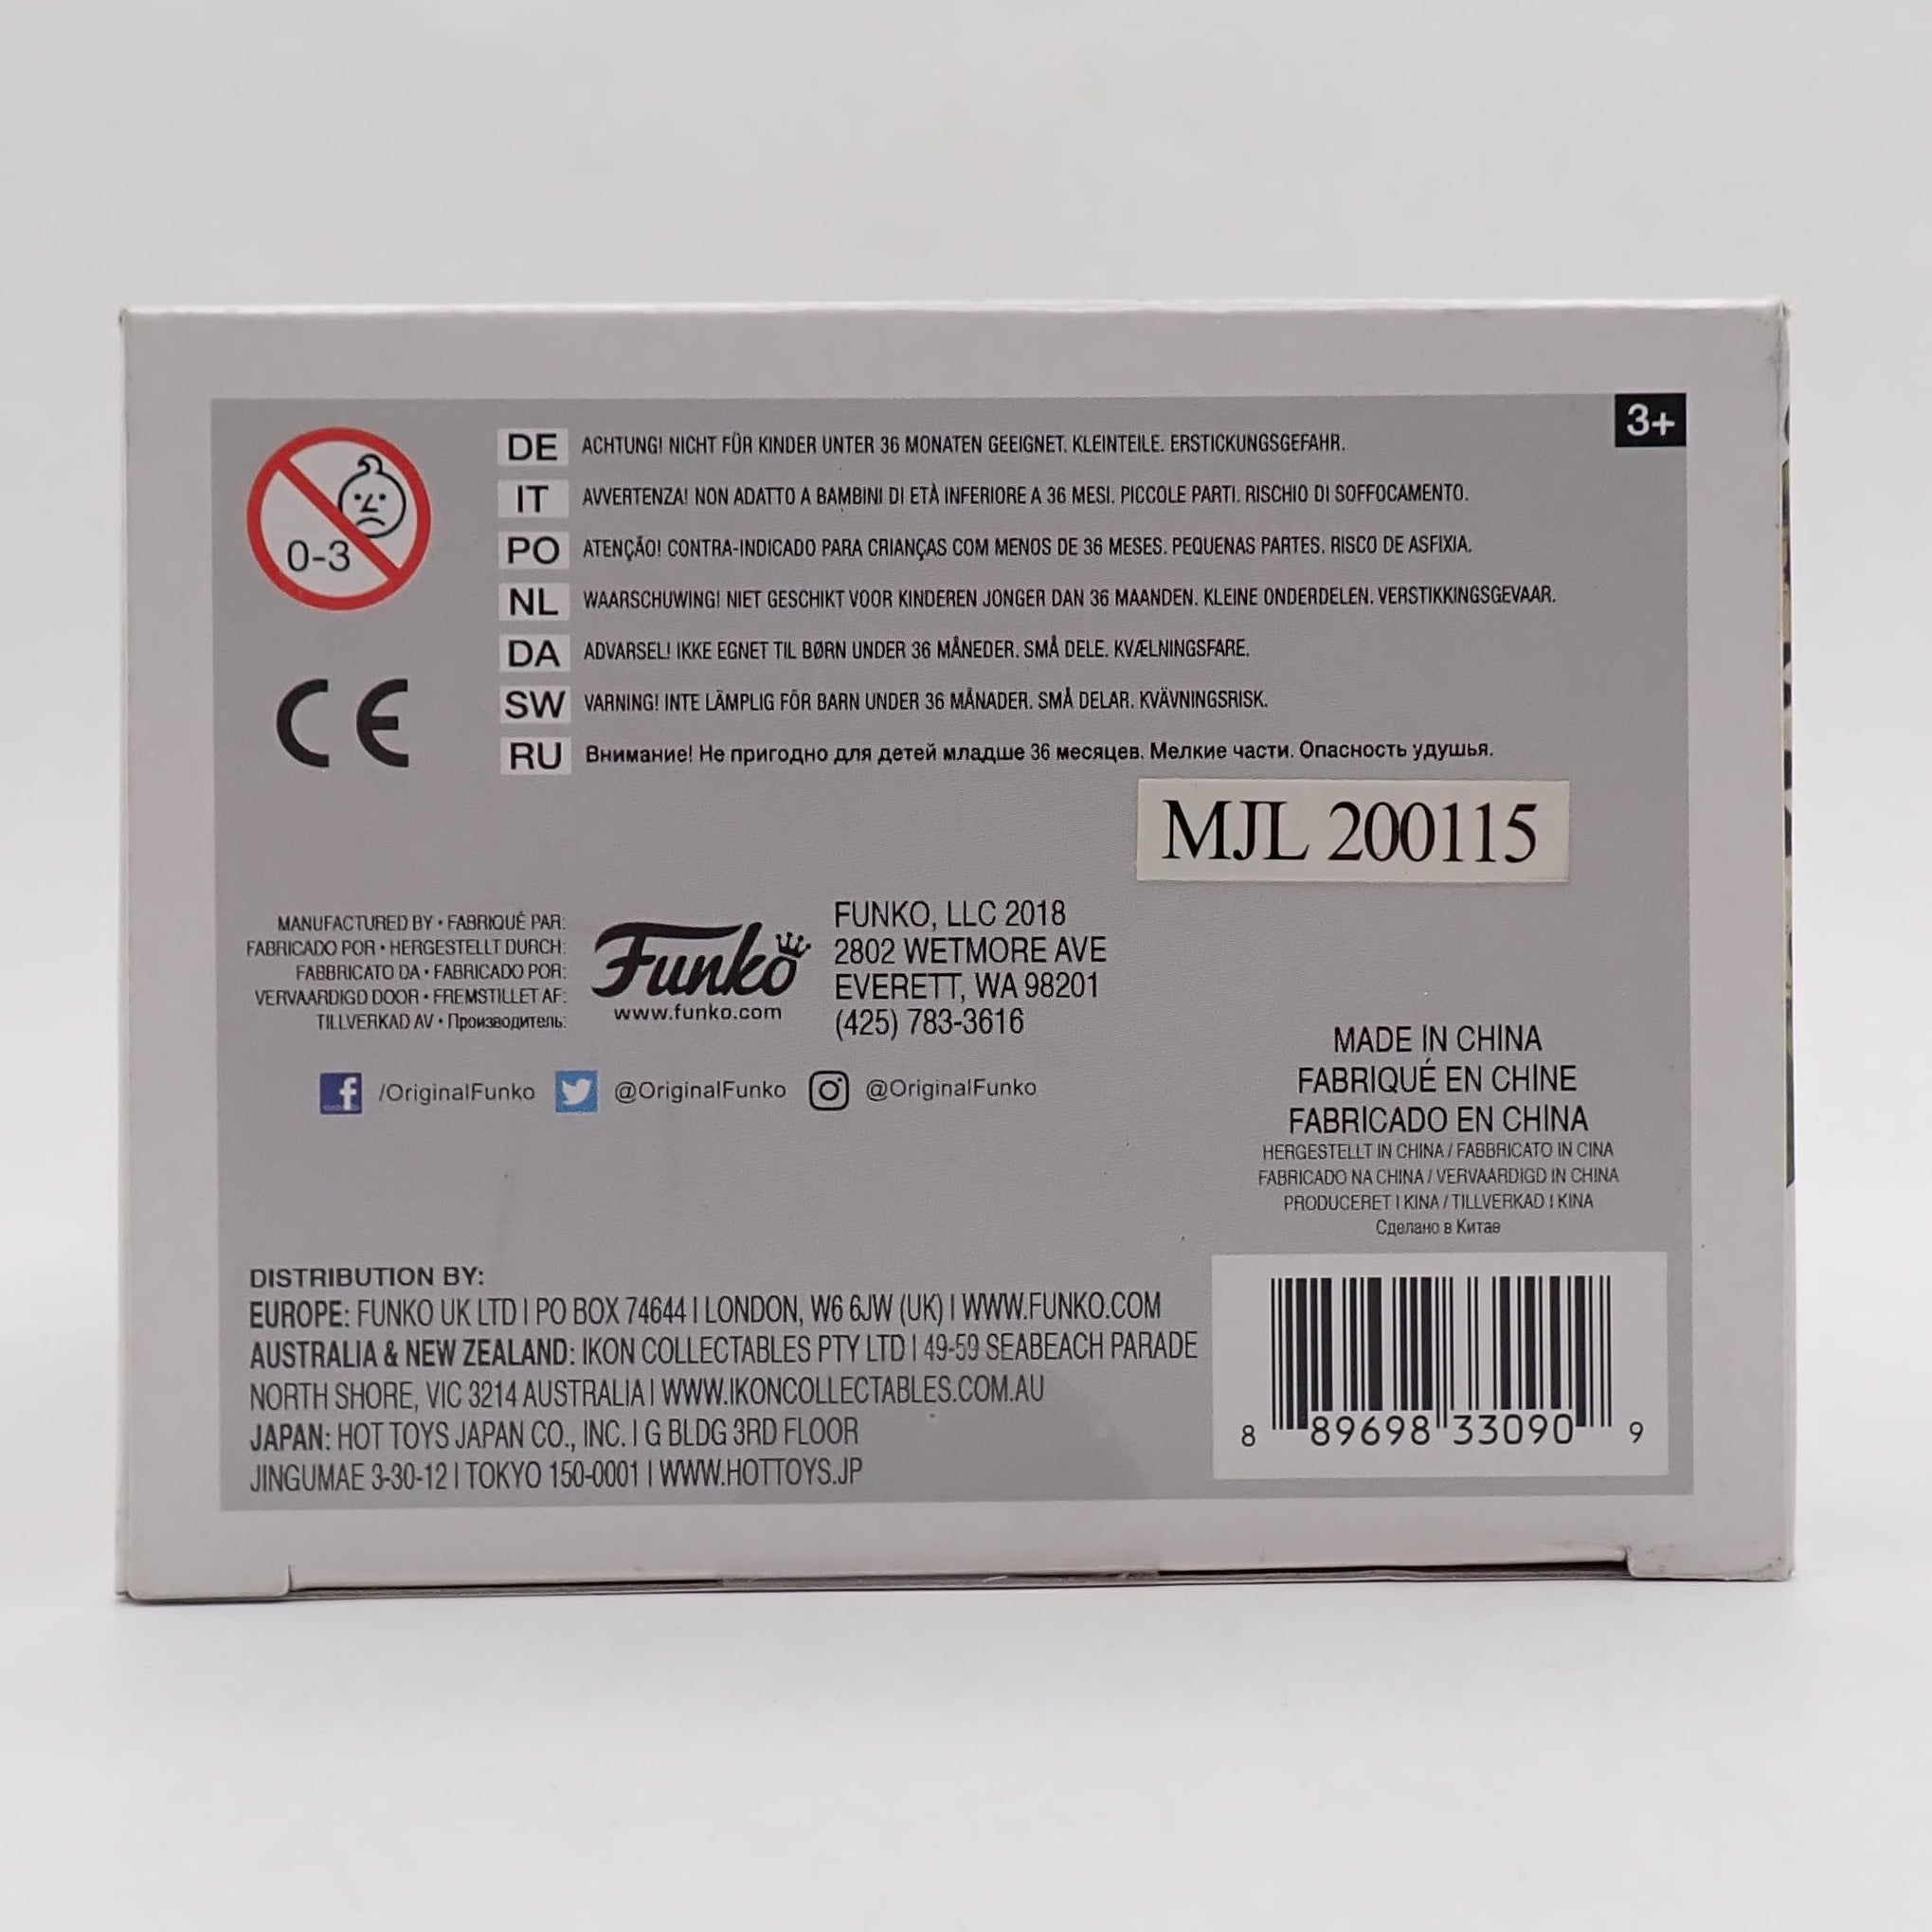 3+
0-3
DE ACHTUNG! NICHT FÜR KINDER UNTER 36 MONATEN GEEIGNET. KLEINTEILE. ERSTICKUNGSGEFAHR.
IT AVVERTENZA! NON ADATTO A BAMBINI DI ETÀ INFERIORE A 36 MESI. PICCOLE PARTI. RISCHIO DI SOFFOCAMENTO.
PO ATENÇÃO! CONTRA-INDICADO PARA CRIANÇAS COM MENOS DE 36 MESES. PEQUENAS PARTES. RISCO DE ASFIXIA.
NL WAARSCHUWING! NIET GESCHIKT VOOR KINDEREN JONGER DAN 36 MAANDEN. KLEINE ONDERDELEN. VERSTIKKINGSGEVAAR.
DA ADVARSEL! IKKE EGNET TIL BØRN UNDER 36 MÅNEDER. SMÅ DELE. KVÆLNINGSFARE.
SW VARNING! INTE LÄMPLIG FÖR BARN UNDER 36 MÅNADER. SMÅ DELAR. KVÄVNINGSRISK.
RU Внимание! Не пригодно для детей младше 36 месяцев. Мелкие части. Опасность удушья.
CE
MJL 200115
MANUFACTURED BY • FABRIQUÉ PAR:
FABRICADO POR • HERGESTELLT DURCH:
FABBRICATO DA • FABRICADO POR:
VERVAARDIGD DOOR • FREMSTILLET AF:
TILLVERKAD AV • Производитель:
Funko
www.funko.com
FUNKO, LLC 2018
2802 WETMORE AVE
EVERETT, WA 98201
(425) 783-3616
/OriginalFunko @OriginalFunko @OriginalFunko
MADE IN CHINA
FABRIQUÉ EN CHINE
FABRICADO EN CHINA
HERGESTELLT IN CHINA / FABBRICATO IN CINA
FABRICADO NA CHINA / VERVAARDIGD IN CHINA
PRODUCERET I KINA / TILLVERKAD I KINA
Сделано в Китае
DISTRIBUTION BY:
EUROPE: FUNKO UK LTD | PO BOX 74644 | LONDON, W6 6JW (UK) | WWW.FUNKO.COM
AUSTRALIA & NEW ZEALAND: IKON COLLECTABLES PTY LTD | 49-59 SEABEACH PARADE
NORTH SHORE, VIC 3214 AUSTRALIA | WWW.IKONCOLLECTABLES.COM.AU
JAPAN: HOT TOYS JAPAN CO., INC. | G BLDG 3RD FLOOR
JINGUMAE 3-30-12 | TOKYO 150-0001 | WWW.HOTTOYS.JP
8 89698 33090 9